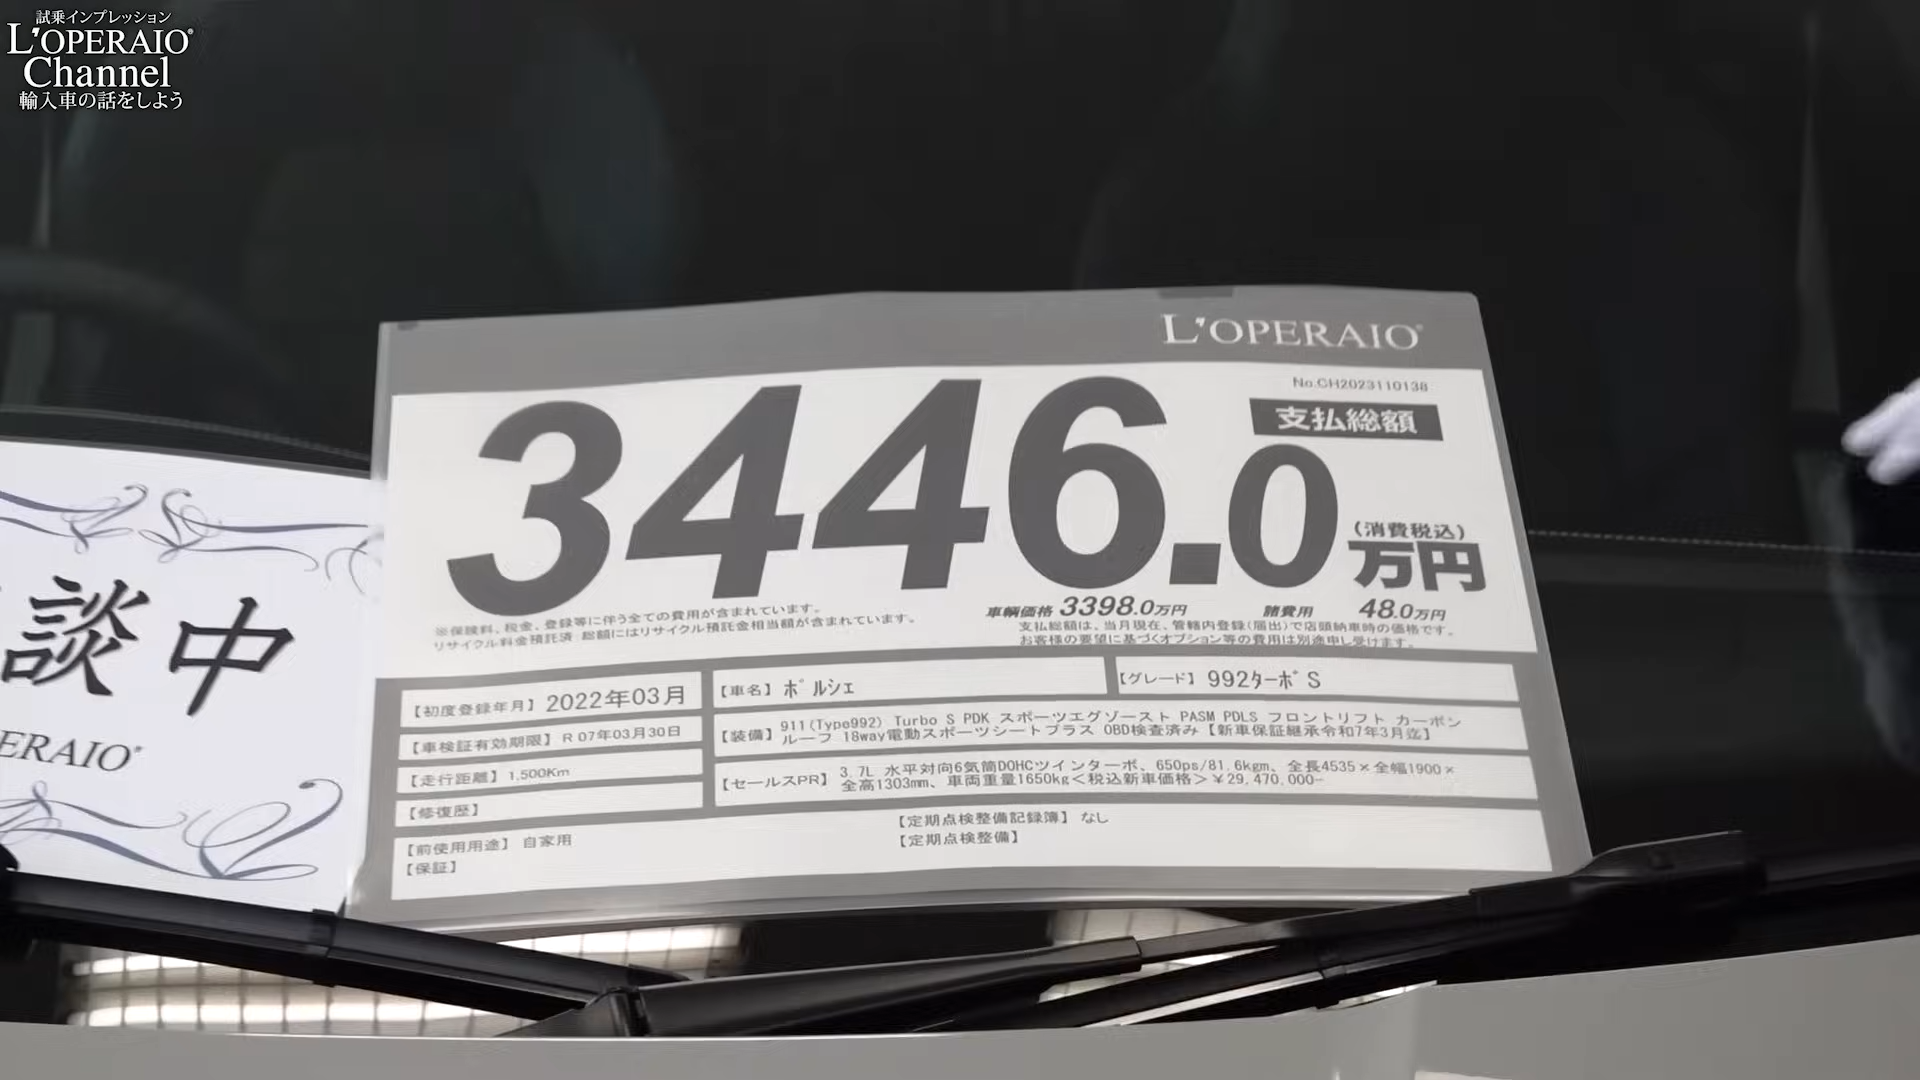 試乗インプレッション
L'OPERAIO®
Channel
輸入車の話をしよう
L'OPERAIO®
No.CH2023110138
支払総額
3446.0
(消費税込)
万円
車輌価格 3398.0万円 諸費用 48.0万円
※保険料、税金、登録等に伴う全ての費用が含まれています。
リサイクル料金預託済 総額にはリサイクル預託金相当額が含まれています。
支払総額は、当月現在、管轄内登録(届出)で店頭納車時の価格です。
お客様の要望に基づくオプション等の費用は別途申し受けます。
【初度登録年月】 2022年03月
【車名】 ポルシェ
【グレード】 992ターボS
【車検証有効期限】 R 07年03月30日
【装備】 911(Type992) Turbo S PDK スポーツエグゾースト PASM PDLS フロントリフト カーボン
ルーフ 18way電動スポーツシートプラス OBD検査済み【新車保証継承令和7年3月迄】
【走行距離】 1,500Km
【セールスPR】 3.7L 水平対向6気筒DOHCツインターボ、650ps/81.6kgm、全長4535×全幅1900×
全高1303mm、車両重量1650kg<税込新車価格>¥29,470,000-
【修復歴】
【前使用用途】 自家用
【保証】
【定期点検整備記録簿】 なし
【定期点検整備】
談中
ERAIO®